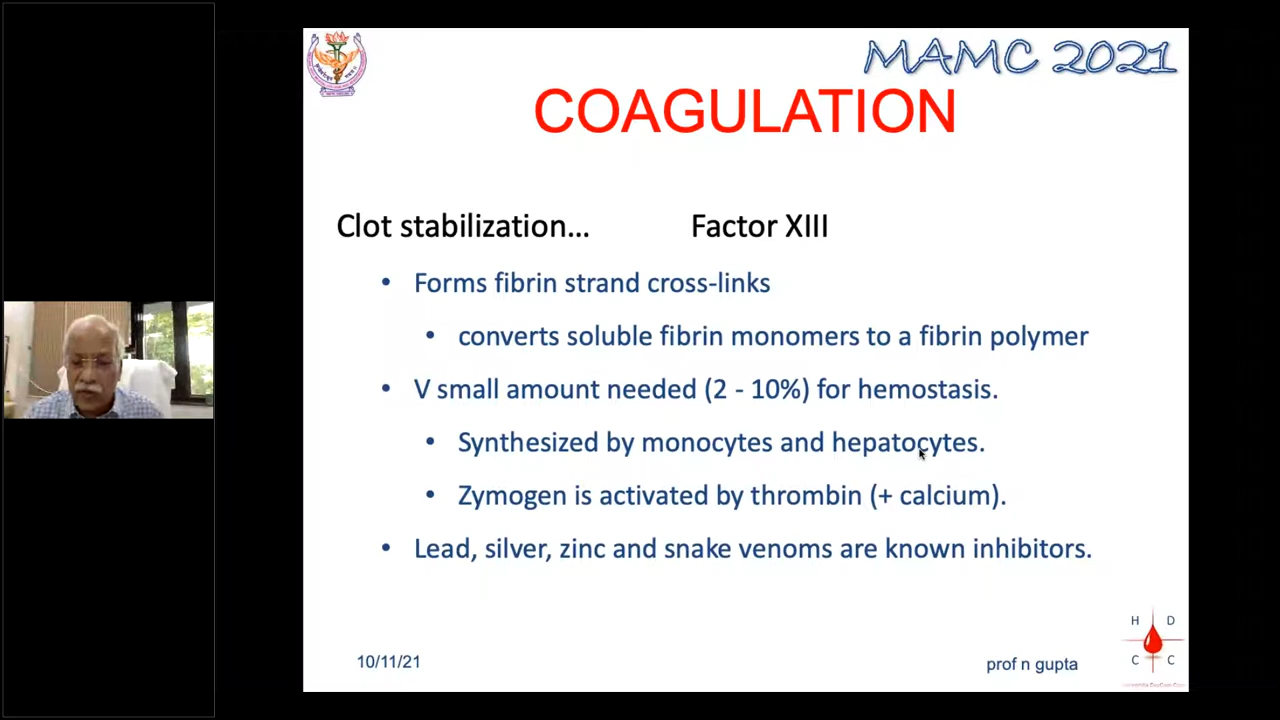 MAMC 2021
COAGULATION
Clot stabilization... Factor XIII
• Forms fibrin strand cross-links
• converts soluble fibrin monomers to a fibrin polymer
• V small amount needed (2 - 10%) for hemostasis.
• Synthesized by monocytes and hepatocytes.
• Zymogen is activated by thrombin (+ calcium).
• Lead, silver, zinc and snake venoms are known inhibitors.
10/11/21
prof n gupta
H D
C C